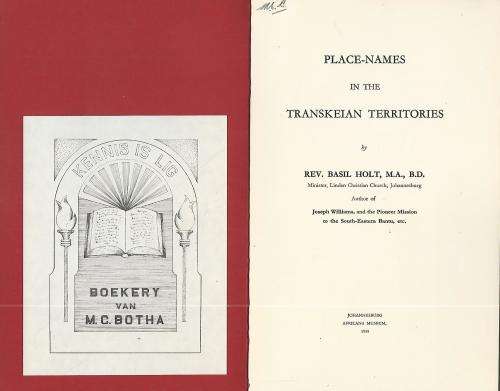 KENNIS IS LIG
BOEKERY
VAN
M.C. BOTHA
PLACE-NAMES
IN THE
TRANSKEIAN TERRITORIES
by
REV. BASIL HOLT, M.A., B.D.
Minister, Linden Christian Church, Johannesburg
Author of
Joseph Williams, and the Pioneer Mission
to the South-Eastern Bantu, etc.
JOHANNESBURG
AFRICANA MUSEUM,